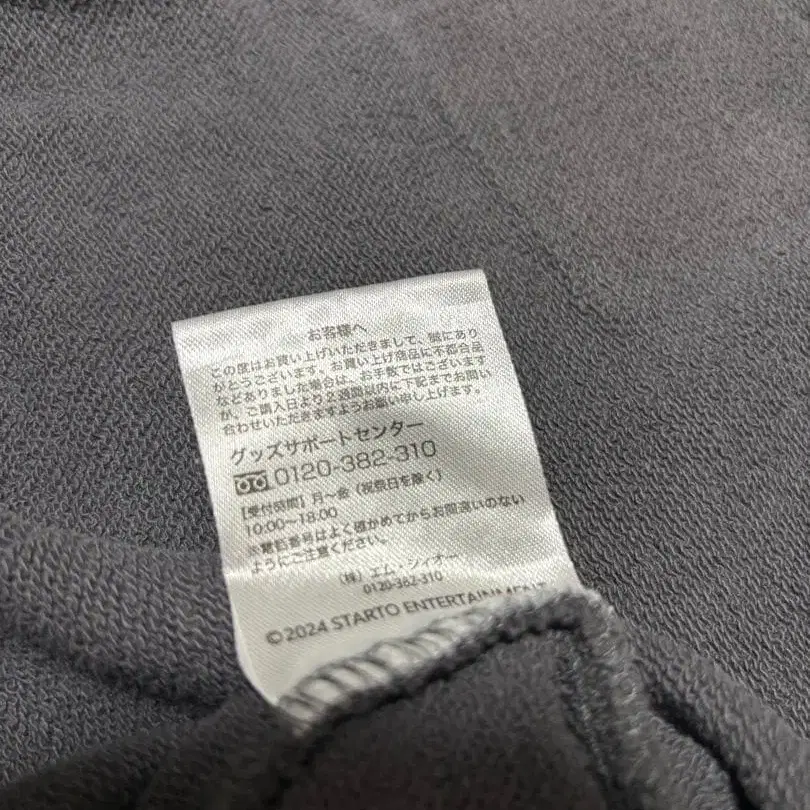 お客様へ
この度はお買い上げいただきまして、誠にあり
がとうございます。お買い上げ商品に不都合品
などありました場合は、お手数ではございます
が、ご購入日より2週間以内に下記までお問い
合わせいただきますようお願い申し上げます。
グッズサポートセンター
0120-382-310
【受付時間】月〜金（祝祭日を除く）
10:00〜18:00
※電話番号はよく確かめてからお間違いのない
ようにご注意ください。
（株）エム・シィオー
0120-382-310
©2024 STARTO ENTERTAINMENT